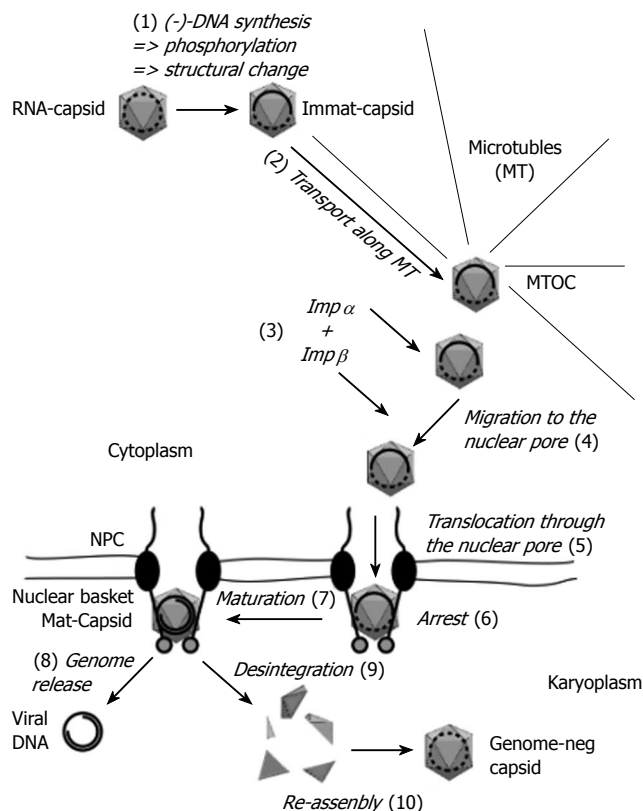 (1) (-)-DNA synthesis
=> phosphorylation
=> structural change
RNA-capsid
Immat-capsid
Microtubles
(MT)
(2) Transport along MT
MTOC
(3)
Imp α
+
Imp β
Migration to the
nuclear pore (4)
Cytoplasm
Translocation through
the nuclear pore (5)
NPC
Nuclear basket
Mat-Capsid
Maturation (7)
Arrest (6)
(8) Genome
release
Desintegration (9)
Karyoplasm
Viral
DNA
Genome-neg
capsid
Re-assembly (10)